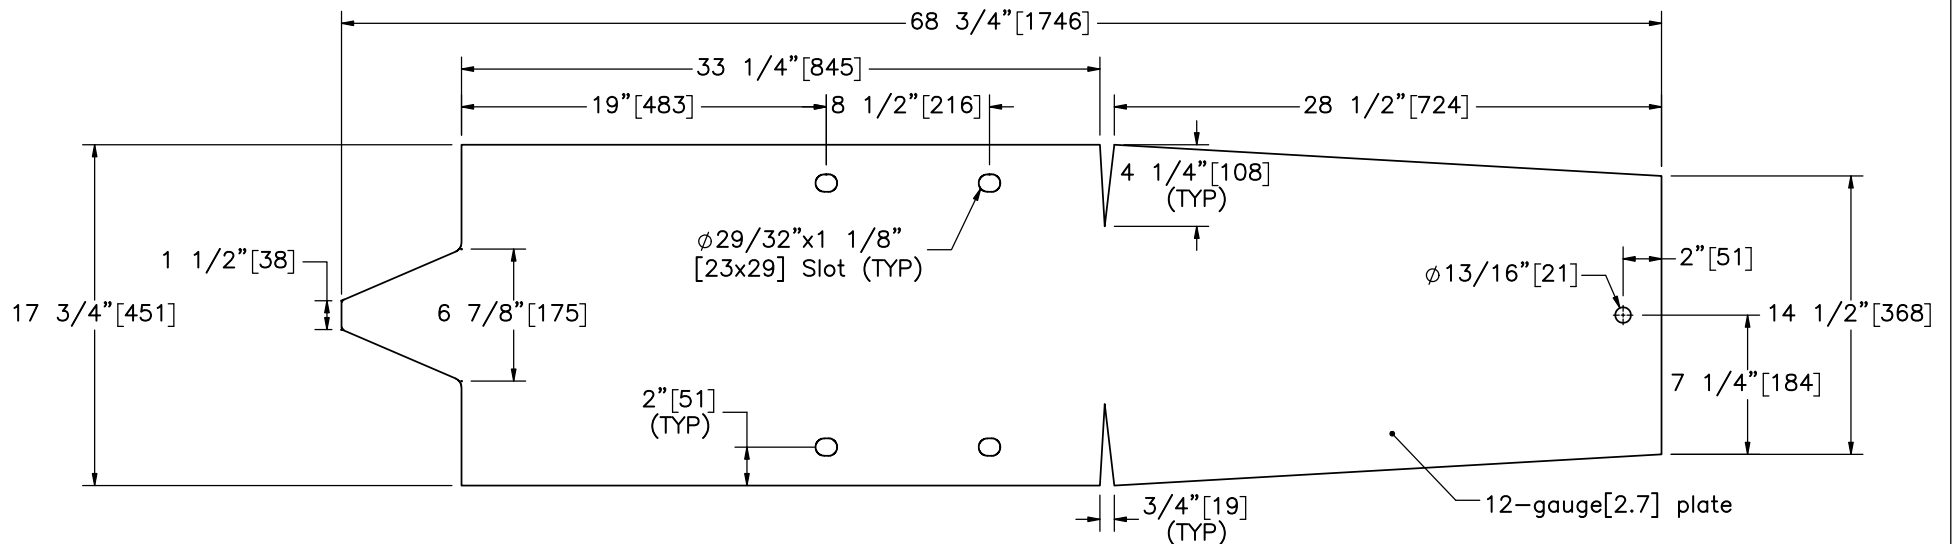 68 3/4"[1746]
33 1/4"[845]
19"[483]
8 1/2"[216]
28 1/2"[724]
4 1/4"[108]
(TYP)
⌀29/32"x1 1/8"
[23x29] Slot (TYP)
1 1/2"[38]
2"[51]
⌀13/16"[21]
17 3/4"[451]
6 7/8"[175]
14 1/2"[368]
7 1/4"[184]
2"[51]
(TYP)
3/4"[19]
(TYP)
12-gauge[2.7] plate